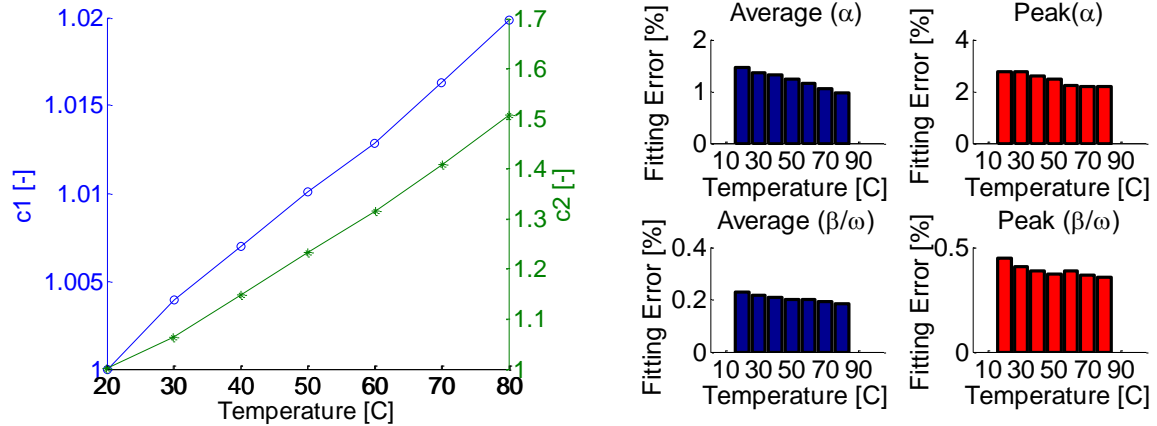 1.02
1.015
1.01
1.005
1
c1 [-]
20 30 40 50 60 70 80
Temperature [C]
1.7
1.6
1.5
1.4
1.3
1.2
1.1
1
c2 [-]
Average (α)
Fitting Error [%]
2
1
0
10 30 50 70 90
Temperature [C]
Peak(α)
Fitting Error [%]
4
2
0
10 30 50 70 90
Temperature [C]
Average (β/ω)
Fitting Error [%]
0.4
0.2
0
10 30 50 70 90
Temperature [C]
Peak (β/ω)
Fitting Error [%]
0.5
0
10 30 50 70 90
Temperature [C]